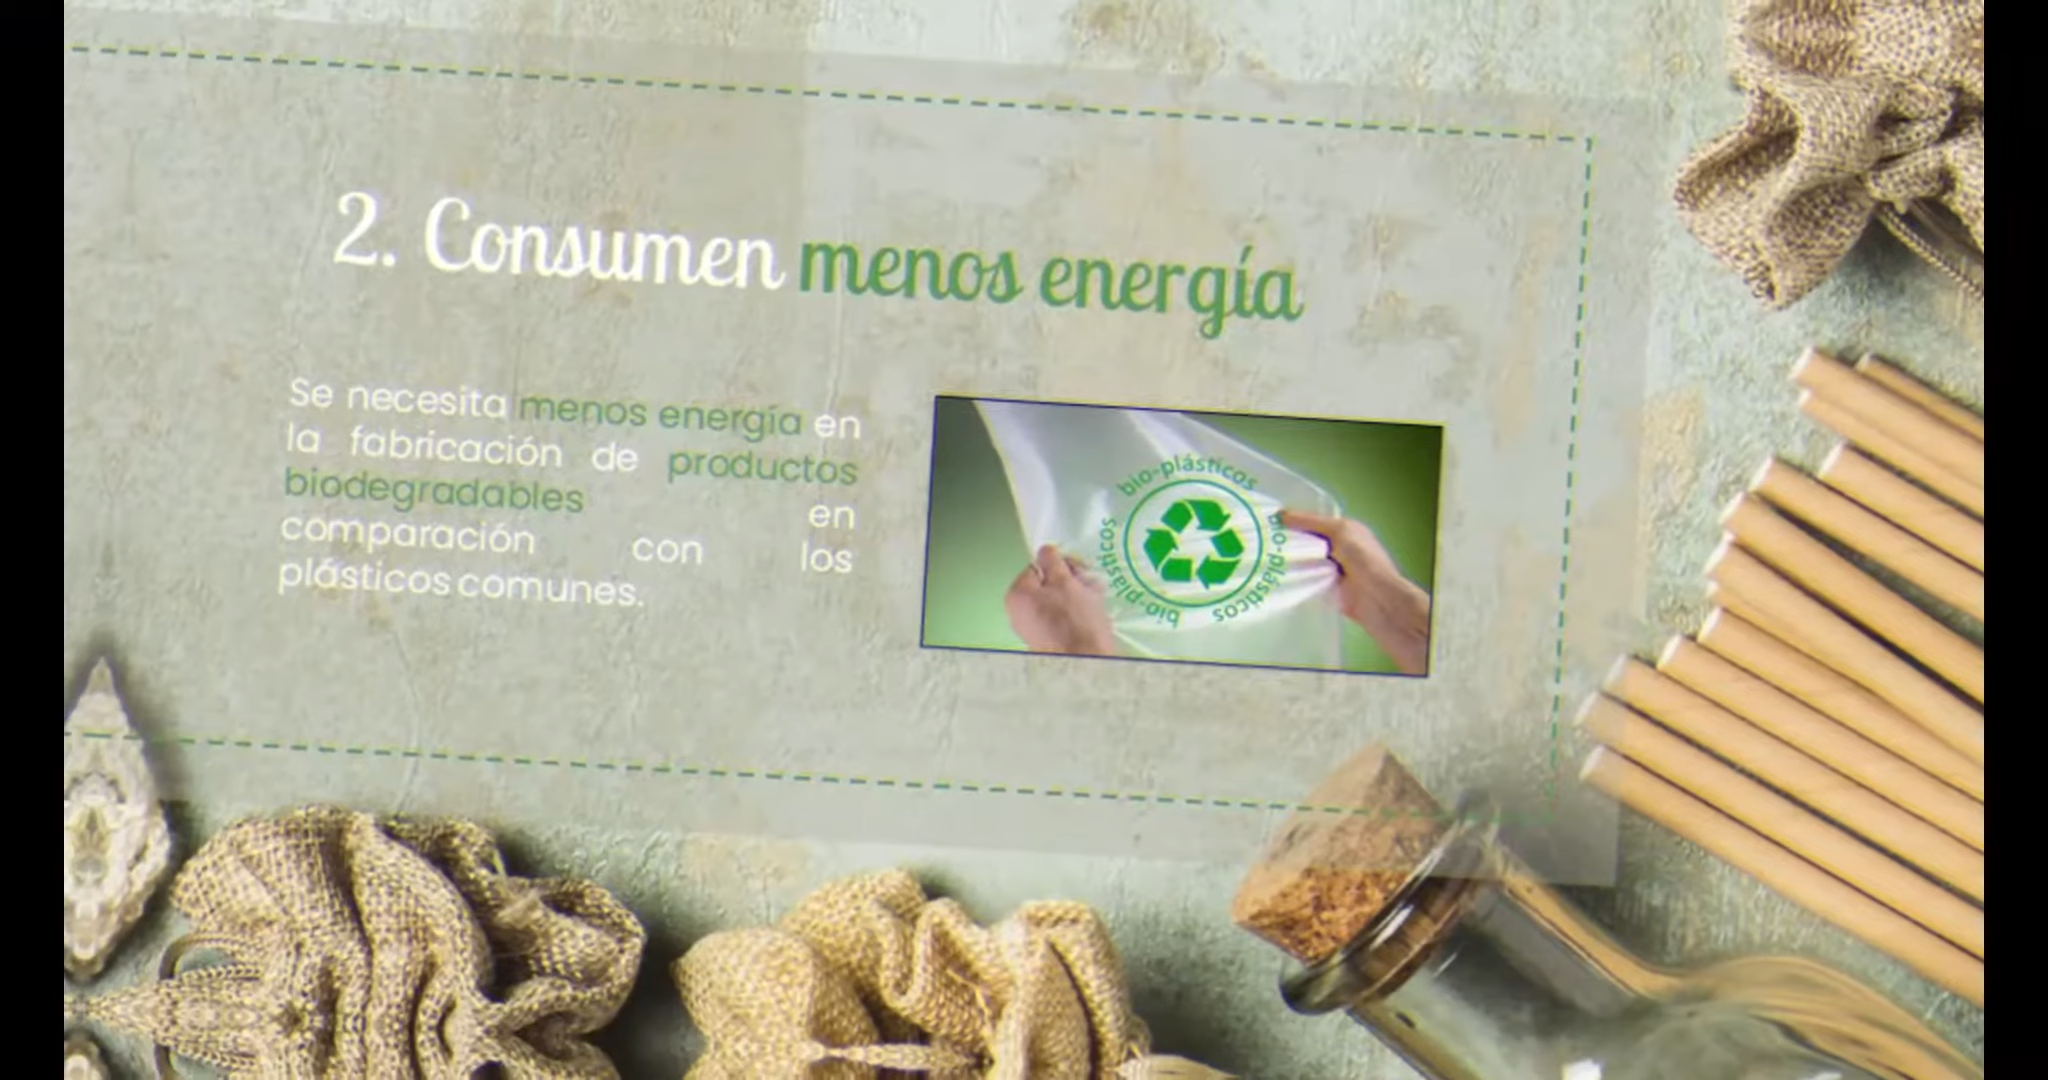 2. Consumen menos energía
Se necesita menos energía en
la fabricación de productos
biodegradables en
comparación con los
plásticos comunes.
bio-plásticos
bio-plásticos
bio-plásticos
bio-plásticos